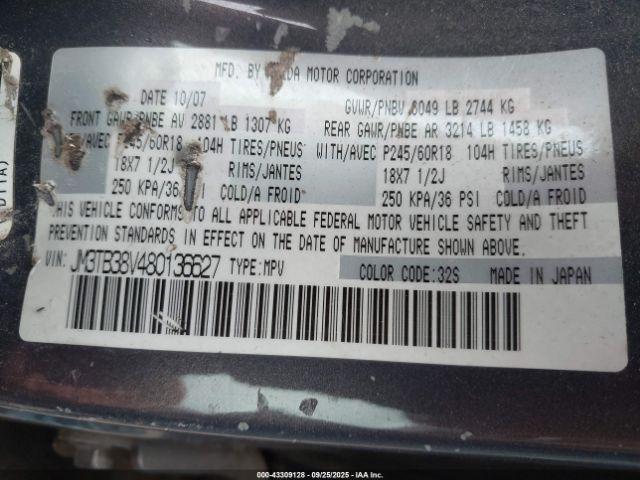 MFD. BY MAZDA MOTOR CORPORATION
DATE 10/07 GVWR/PNBV 6049 LB 2744 KG
FRONT GAWR/PNBE AV 2881 LB 1307 KG REAR GAWR/PNBE AR 3214 LB 1458 KG
/AVEC P245/60R18 104H TIRES/PNEUS WITH/AVEC P245/60R18 104H TIRES/PNEUS
18X7 1/2J RIMS/JANTES 18X7 1/2J RIMS/JANTES
250 KPA/36 PSI COLD/A FROID 250 KPA/36 PSI COLD/A FROID
THIS VEHICLE CONFORMS TO ALL APPLICABLE FEDERAL MOTOR VEHICLE SAFETY AND THEFT
PREVENTION STANDARDS IN EFFECT ON THE DATE OF MANUFACTURE SHOWN ABOVE.
VIN: JM3TB38V480136627 TYPE:MPV COLOR CODE:32S MADE IN JAPAN
000-43309128 - 09/25/2025 - IAAI, Inc.